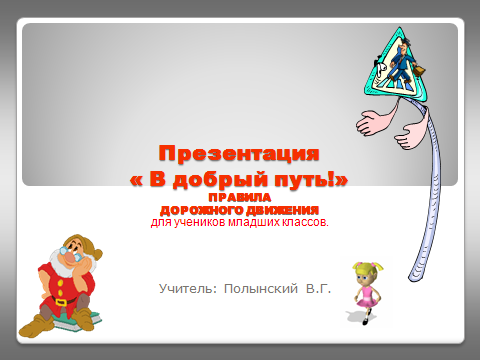 Презентация
« В добрый путь!»
ПРАВИЛА
ДОРОЖНОГО ДВИЖЕНИЯ
для учеников младших классов.
Учитель: Полынский В.Г.